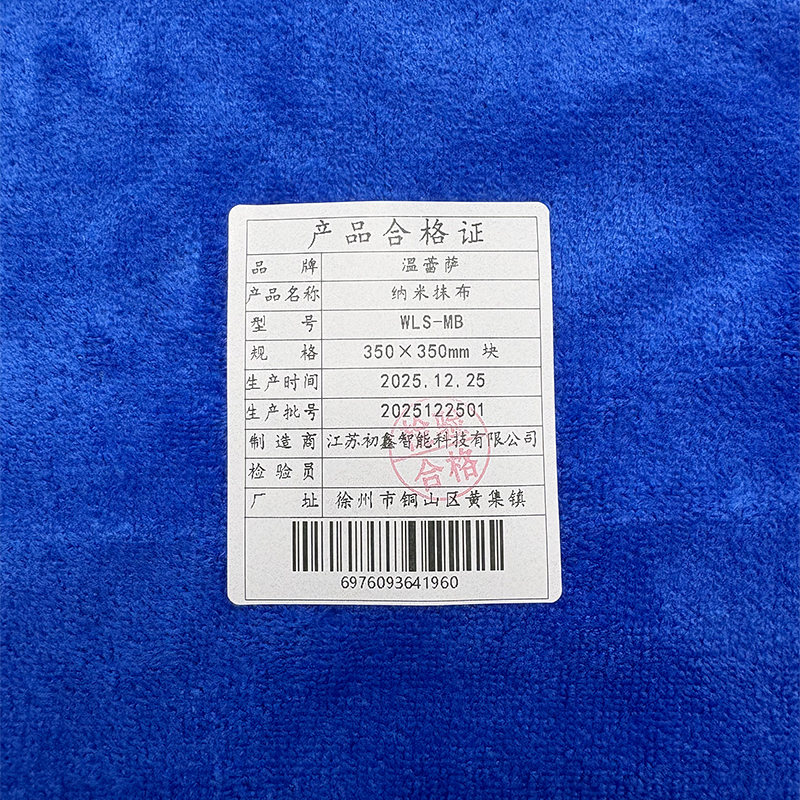 产品合格证
品牌 温蕾萨
产品名称 纳米抹布
型号 WLS-MB
规格 350×350mm 块
生产时间 2025.12.25
生产批号 2025122501
制造商 江苏初鑫智能科技有限公司
检验员
检验
合格
厂址 徐州市铜山区黄集镇
6976093641960